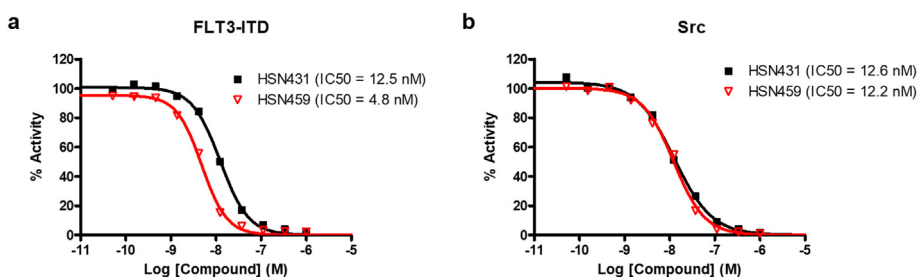 a
FLT3-ITD
120
100
80
60
40
20
0
% Activity
-11 -10 -9 -8 -7 -6 -5
Log [Compound] (M)
HSN431 (IC50 = 12.5 nM)
HSN459 (IC50 = 4.8 nM)
b
Src
120
100
80
60
40
20
0
% Activity
-11 -10 -9 -8 -7 -6 -5
Log [Compound] (M)
HSN431 (IC50 = 12.6 nM)
HSN459 (IC50 = 12.2 nM)